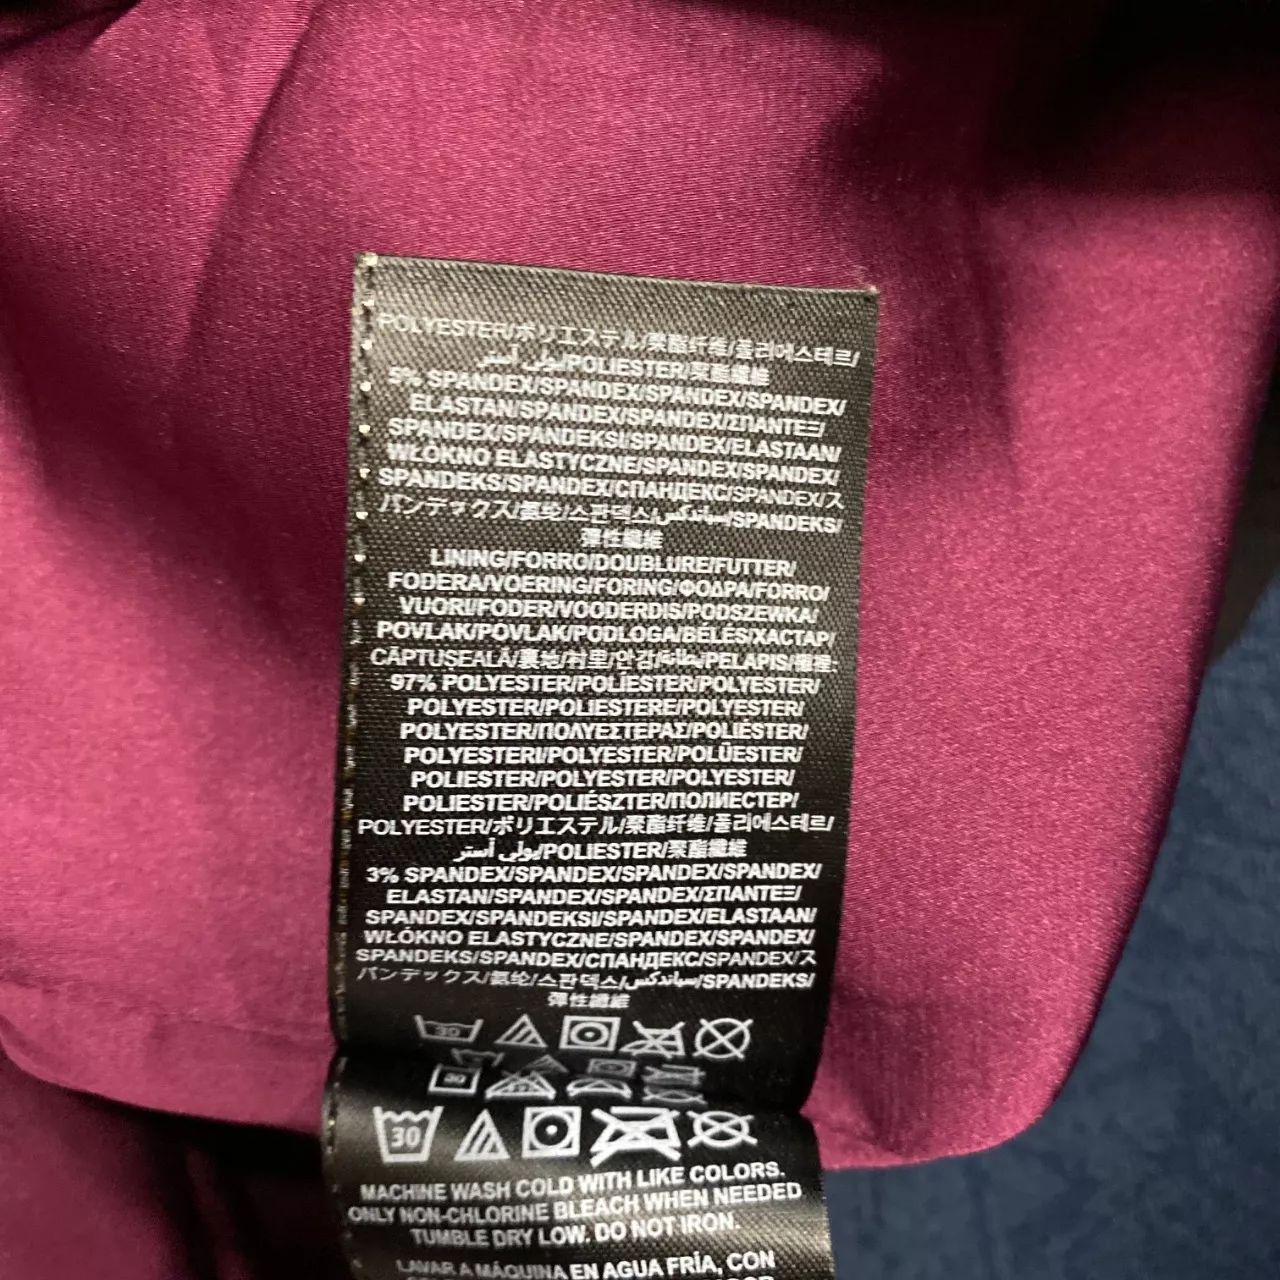 POLYESTER/ポリエステル/聚酯纤维/폴리에스테르/
بولي أستر/POLIESTER/聚酯纖維
5% SPANDEX/SPANDEX/SPANDEX/SPANDEX/
ELASTAN/SPANDEX/SPANDEX/ΣΠΑΝΤΕΞ/
SPANDEX/SPANDEKSI/SPANDEX/ELASTAAN/
WŁÓKNO ELASTYCZNE/SPANDEX/SPANDEX/
SPANDEKS/SPANDEX/СПАНДЕКС/SPANDEX/ス
パンデックス/氨纶/스판덱스/سباندكس/SPANDEKS/
彈性纖維
LINING/FORRO/DOUBLURE/FUTTER/
FODERA/VOERING/FORING/ΦΟΔΡΑ/FORRO/
VUORI/FODER/VOODERDIS/PODSZEWKA/
POVLAK/POVLAK/PODLOGA/BÉLÉS/ХАСТАР/
CĂPTUȘEALĂ/裏地/衬里/안감/بطانة/PELAPIS/襯裡:
97% POLYESTER/POLIÉSTER/POLYESTER/
POLYESTER/POLIESTERE/POLYESTER/
POLYESTER/ΠΟΛΥΕΣΤΕΡΑΣ/POLIÉSTER/
POLYESTERI/POLYESTER/POLÜESTER/
POLIESTER/POLYESTER/POLYESTER/
POLIESTER/POLIÉSZTER/ПОЛИЕСТЕР/
POLYESTER/ポリエステル/聚酯纤维/폴리에스테르/
بولي أستر/POLIESTER/聚酯纖維
3% SPANDEX/SPANDEX/SPANDEX/SPANDEX/
ELASTAN/SPANDEX/SPANDEX/ΣΠΑΝΤΕΞ/
SPANDEX/SPANDEKSI/SPANDEX/ELASTAAN/
WŁÓKNO ELASTYCZNE/SPANDEX/SPANDEX/
SPANDEKS/SPANDEX/СПАНДЕКС/SPANDEX/ス
パンデックス/氨纶/스판덱스/سباندكس/SPANDEKS/
彈性纖維
30
30
30
MACHINE WASH COLD WITH LIKE COLORS.
ONLY NON-CHLORINE BLEACH WHEN NEEDED
TUMBLE DRY LOW. DO NOT IRON.
LAVAR A MÁQUINA EN AGUA FRÍA, CON